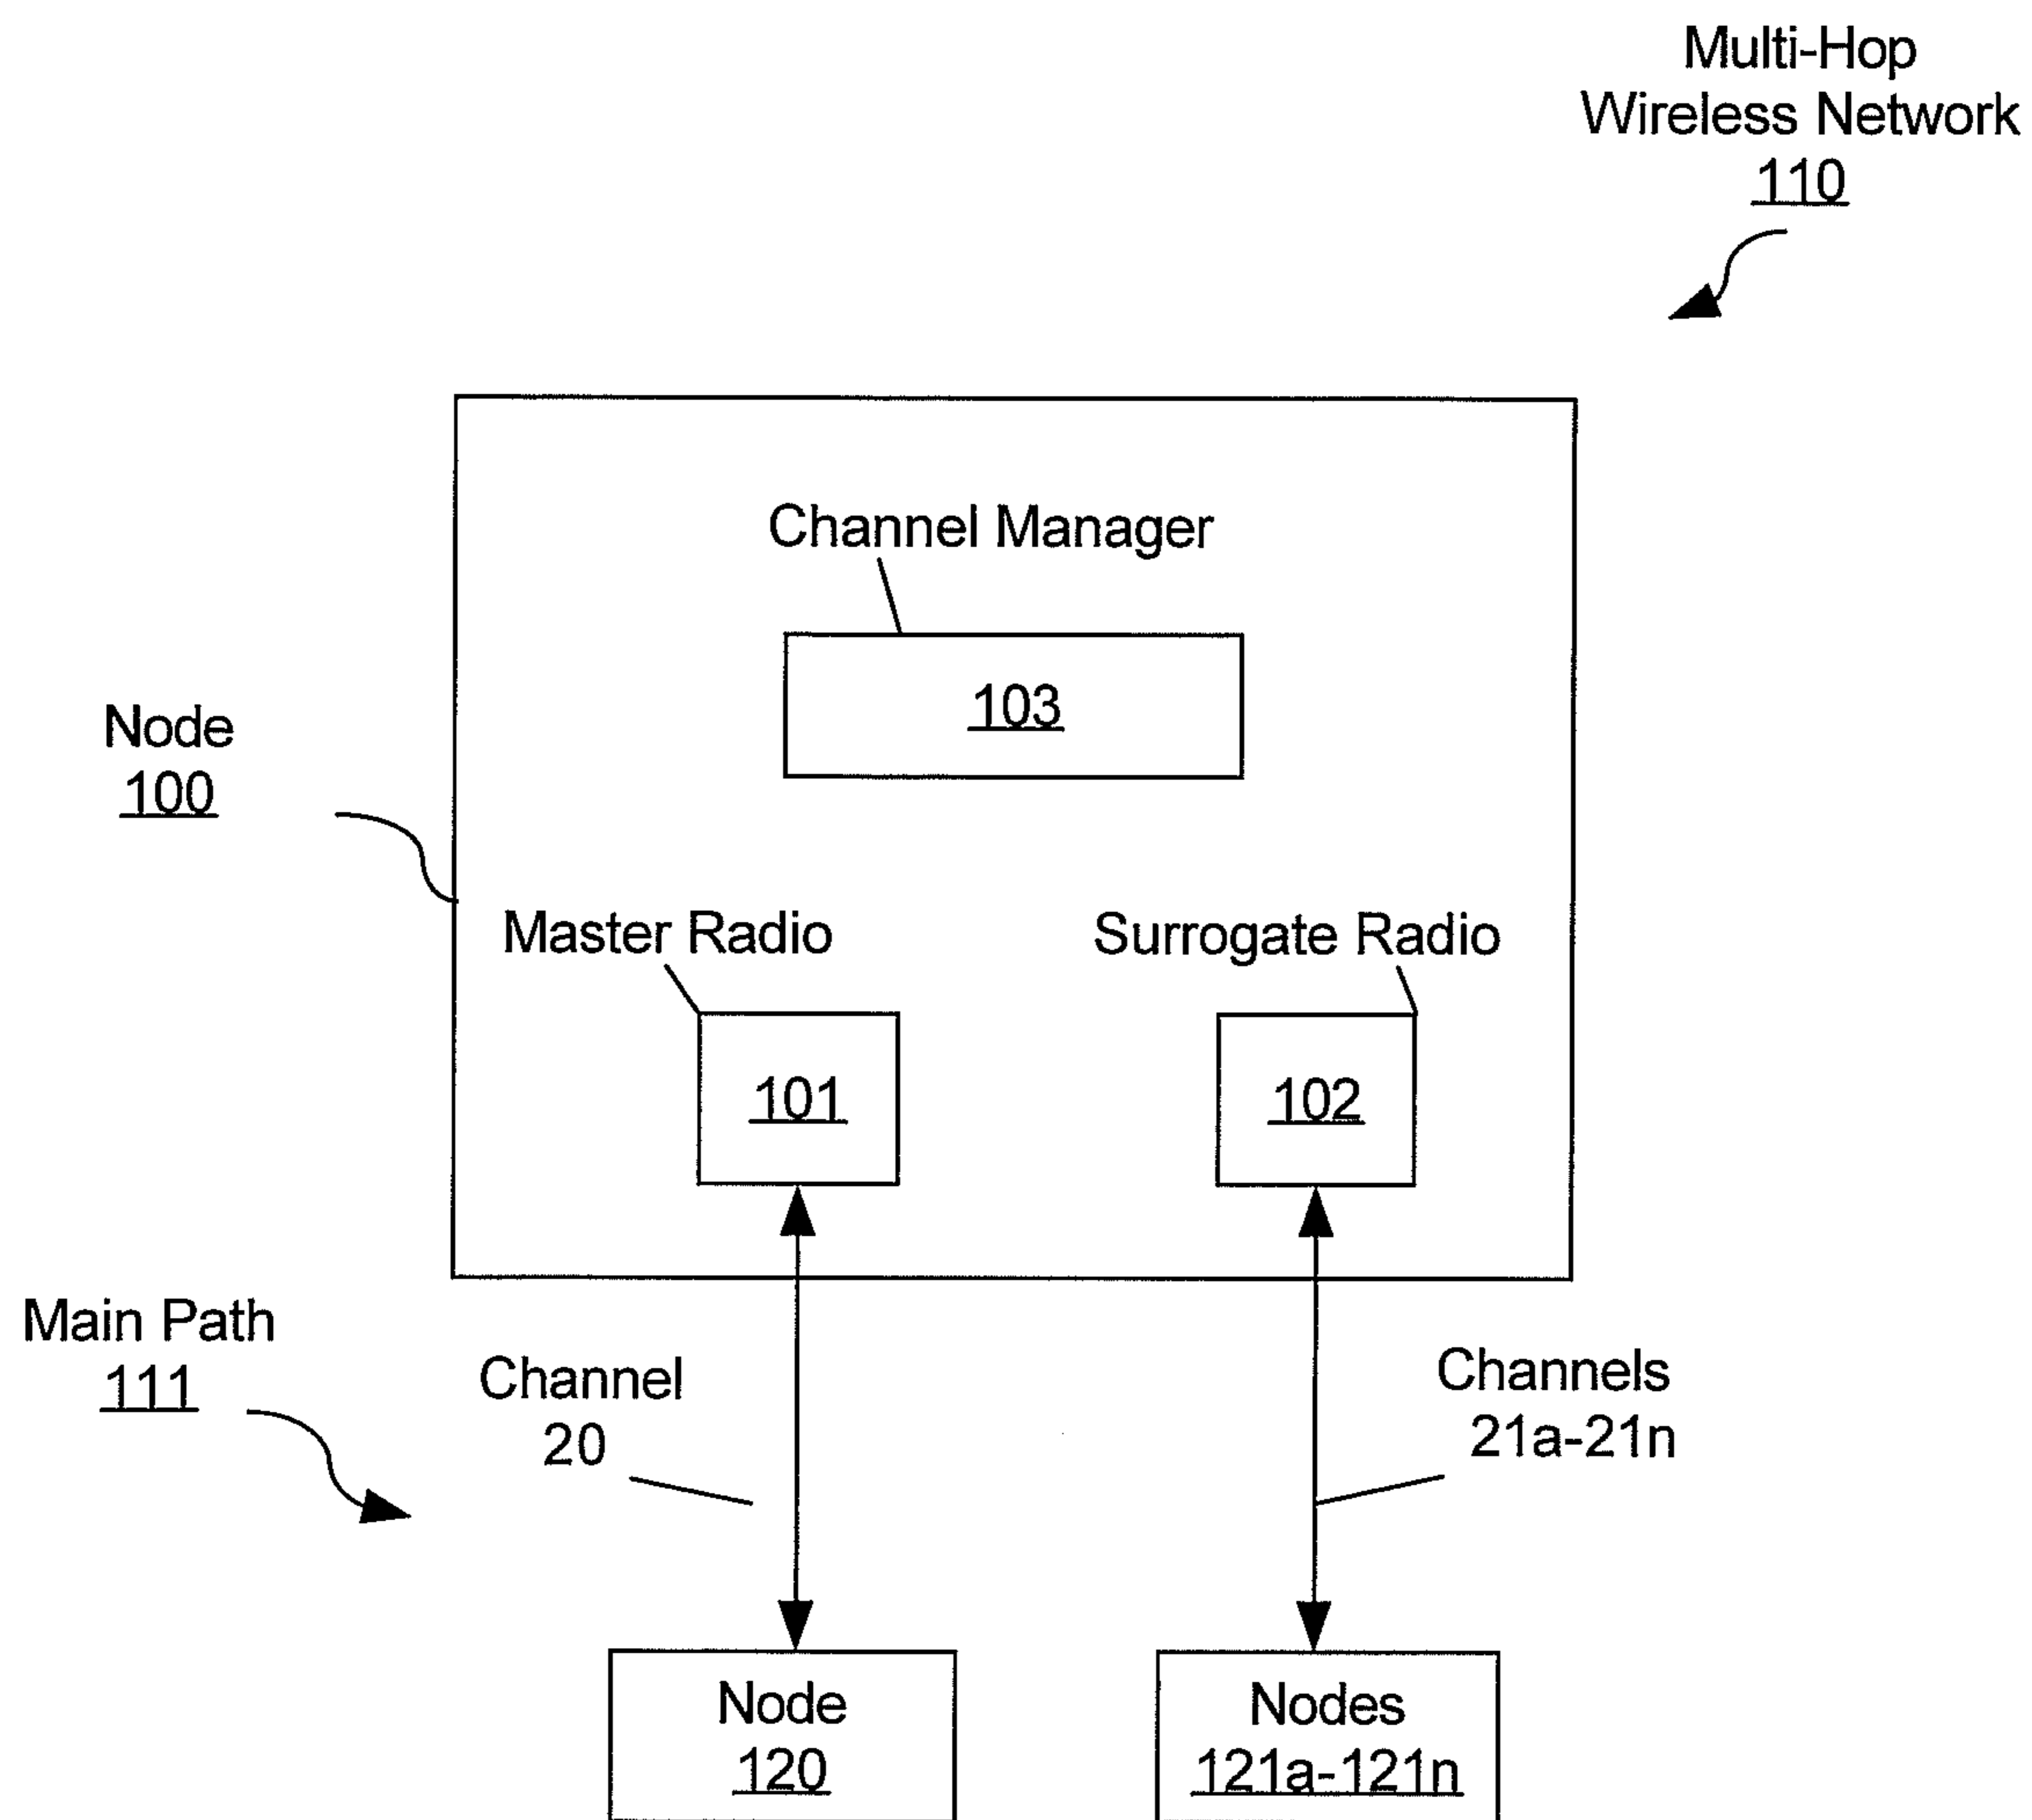 Multi-Hop
Wireless Network
110
Channel Manager
103
Node
100
Master Radio
Surrogate Radio
101
102
Main Path
111
Channel
20
Channels
21a-21n
Node
120
Nodes
121a-121n